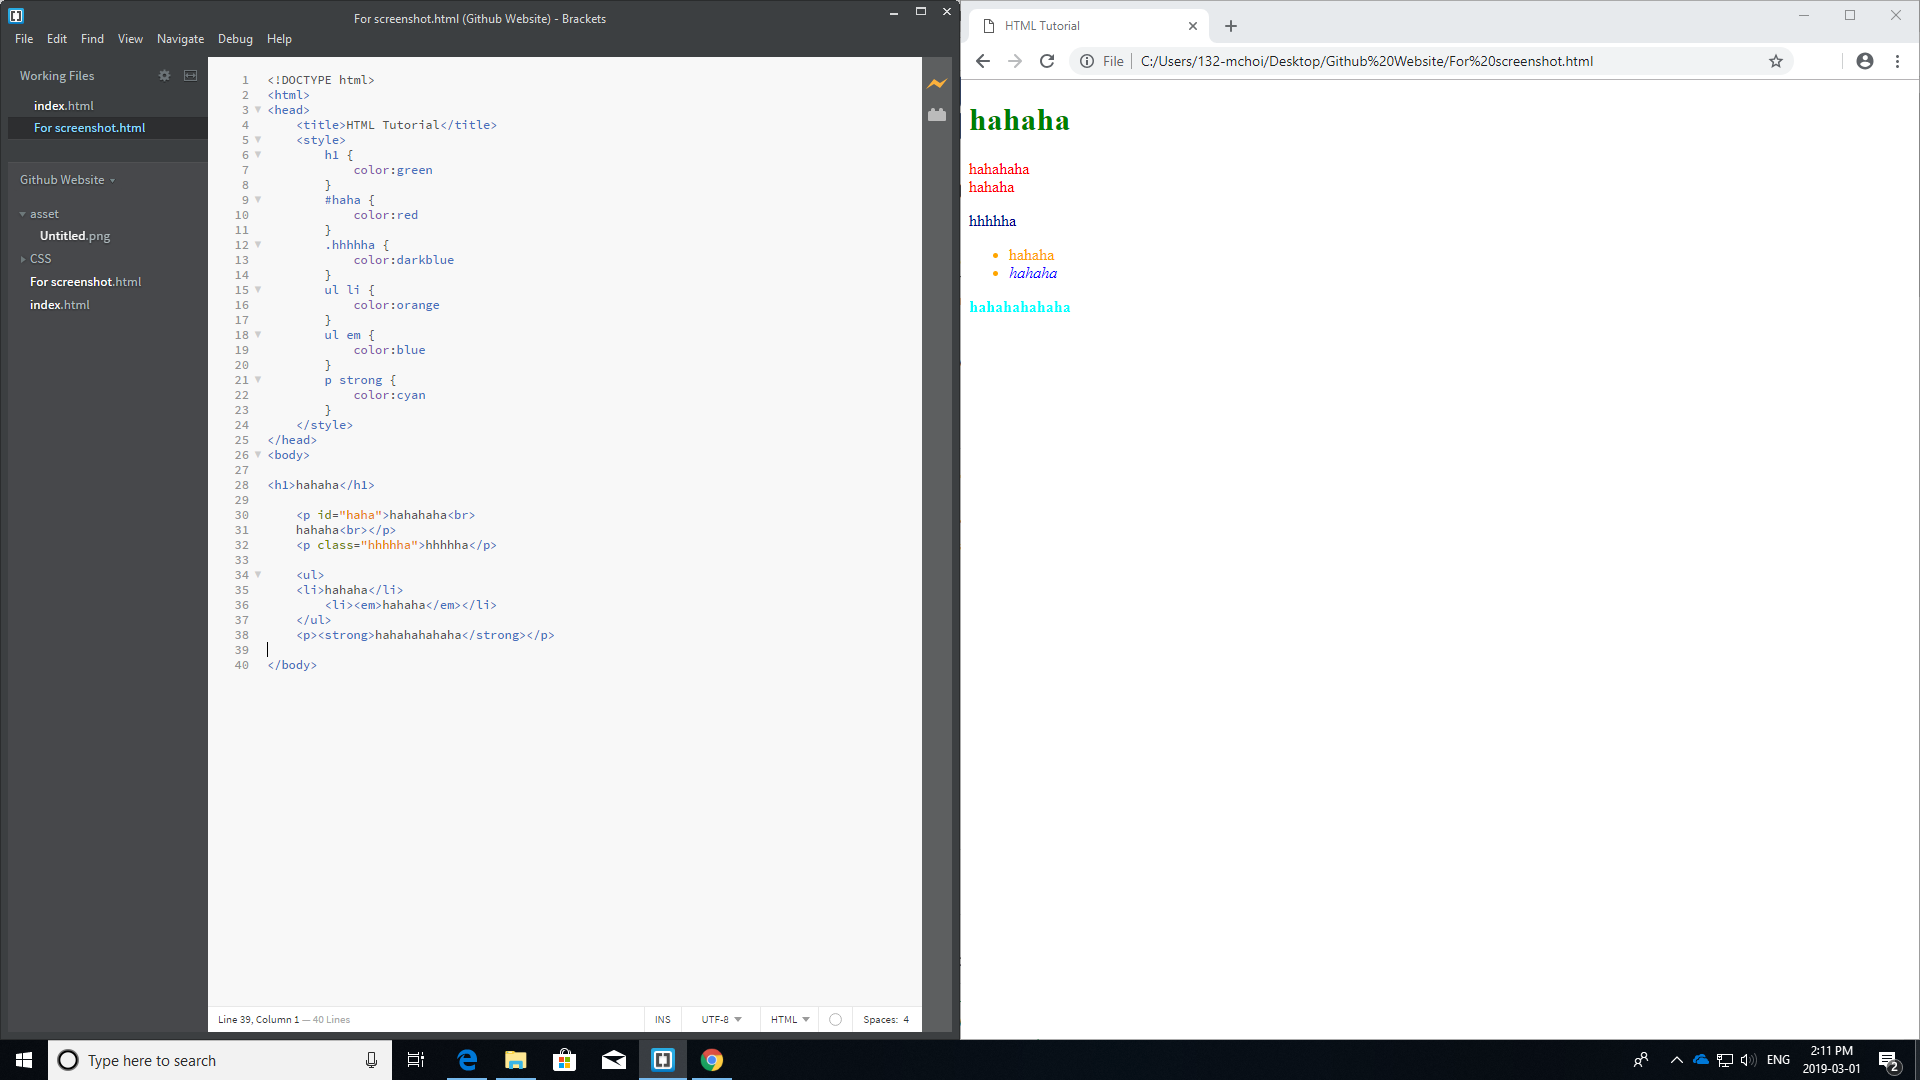 For screenshot.html (Github Website) - Brackets
File Edit Find View Navigate Debug Help
Working Files
index.html
For screenshot.html
Github Website
asset
Untitled.png
CSS
For screenshot.html
index.html
1 <!DOCTYPE html>
2 <html>
3 <head>
4     <title>HTML Tutorial</title>
5     <style>
6         h1 {
7             color:green
8         }
9         #haha {
10             color:red
11         }
12         .hhhhha {
13             color:darkblue
14         }
15         ul li {
16             color:orange
17         }
18         ul em {
19             color:blue
20         }
21         p strong {
22             color:cyan
23         }
24     </style>
25 </head>
26 <body>
27
28 <h1>hahaha</h1>
29
30     <p id="haha">hahahaha<br>
31     hahaha<br></p>
32     <p class="hhhhha">hhhhha</p>
33
34     <ul>
35     <li>hahaha</li>
36         <li><em>hahaha</em></li>
37     </ul>
38     <p><strong>hahahahahaha</strong></p>
39
40 </body>
Line 39, Column 1 — 40 Lines
INS UTF-8 HTML Spaces: 4
HTML Tutorial
File C:/Users/132-mchoi/Desktop/Github%20Website/For%20screenshot.html
hahaha
hahahaha
hahaha
hhhhha
hahaha
hahaha
hahahahahaha
Type here to search
ENG
2:11 PM
2019-03-01
2